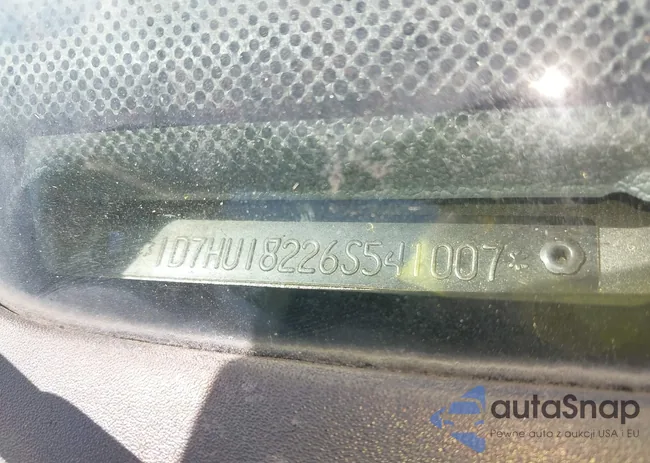 *1D7HU18226S541007*
autaSnap
Pewne auta z aukcji USA i EU